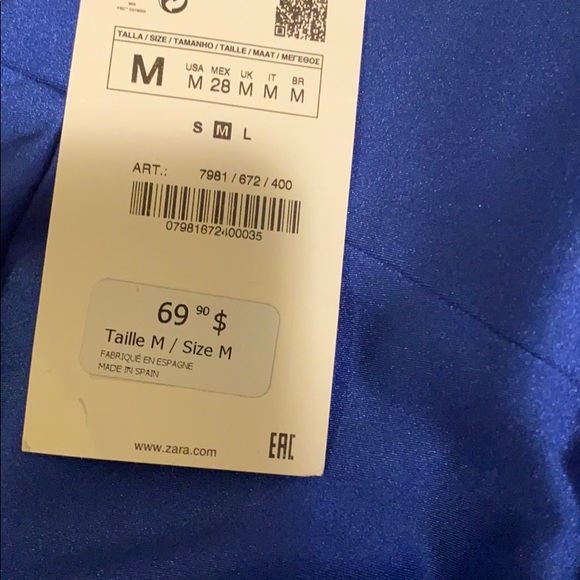 MIX
TALLA / SIZE / TAMANHO / TAILLE / MAAT / ΜΕΓΕΘΟΣ
M
USA MEX UK IT BR
M 28 M M M
S M L
ART.: 7981 / 672 / 400
07981672400035
69 90 $
Taille M / Size M
FABRIQUÉ EN ESPAGNE
MADE IN SPAIN
www.zara.com
EAC